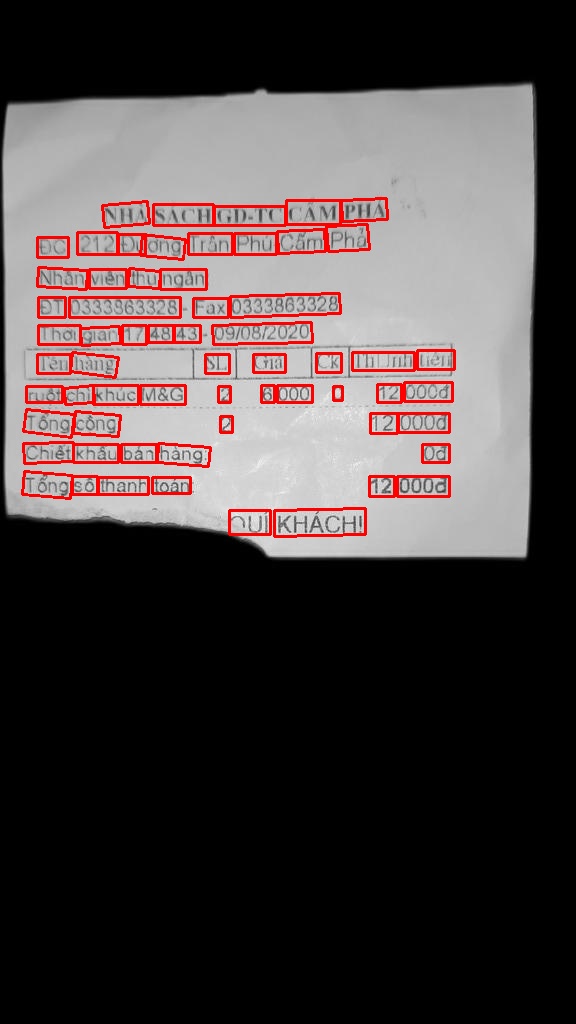 NHÀ SÁCH GD-TC CẨM PHẢ
ĐC 212 Đường Trần Phú Cẩm Phả
Nhân viên thu ngân
ĐT 0333863328 - Fax 0333863328
Thời gian 17 48 43 - 09/08/2020
Tên hàng SL Giá Ck Thành tiền
ruột chì khúc M&G 2 6 000 0 12 000đ
Tổng cộng 2 12 000đ
Chiết khấu bán hàng: 0đ
Tổng số thanh toán 12 000đ
QUÍ KHÁCH!